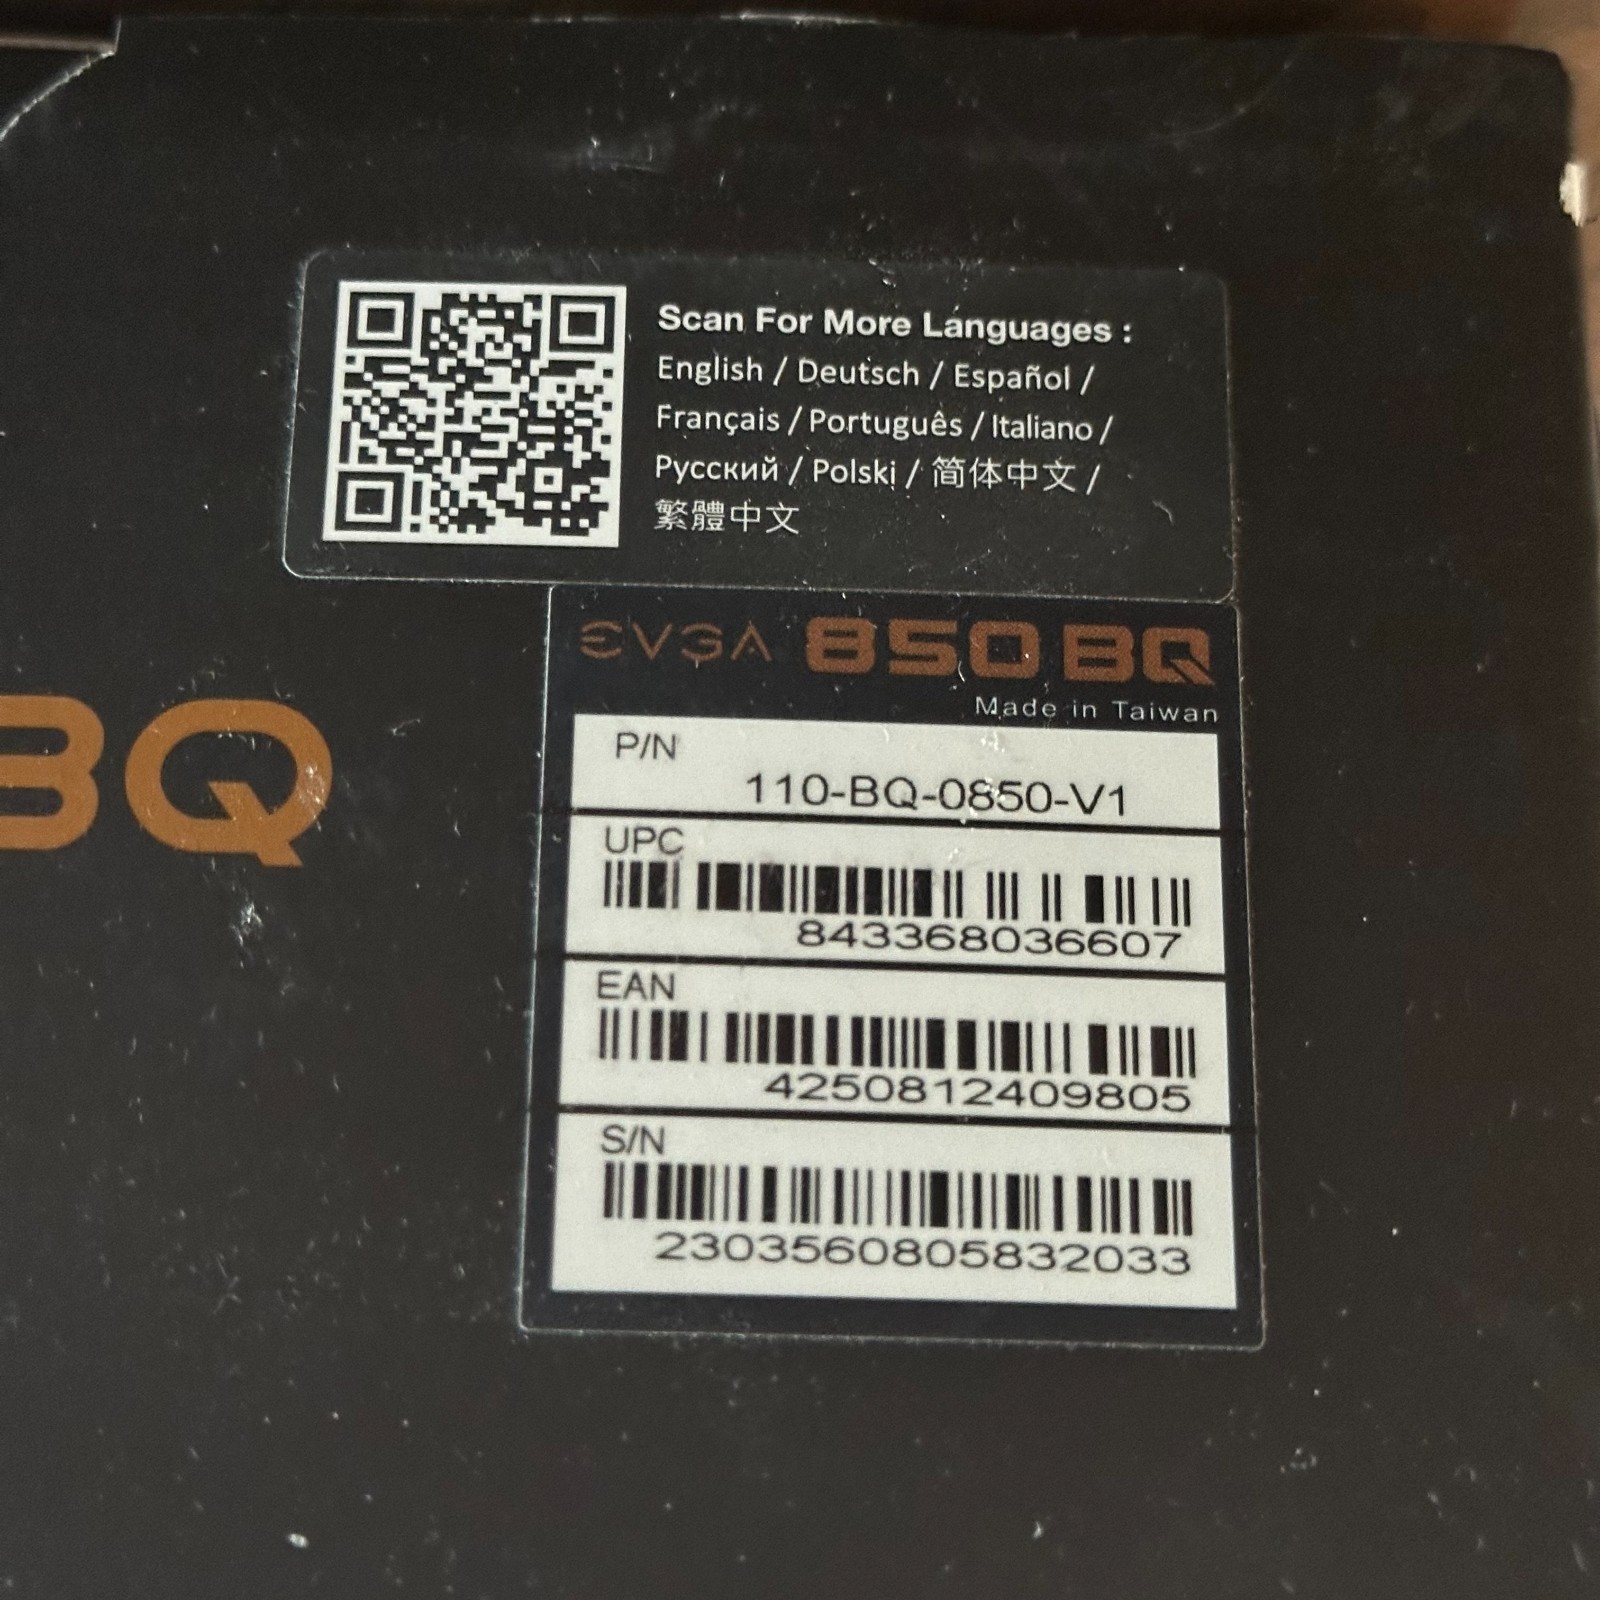 Scan For More Languages :
English / Deutsch / Español /
Français / Português / Italiano /
Русский / Polski / 简体中文 /
繁體中文
EVGA 850 BQ
Made in Taiwan
BQ
P/N
110-BQ-0850-V1
UPC
843368036607
EAN
4250812409805
S/N
2303560805832033